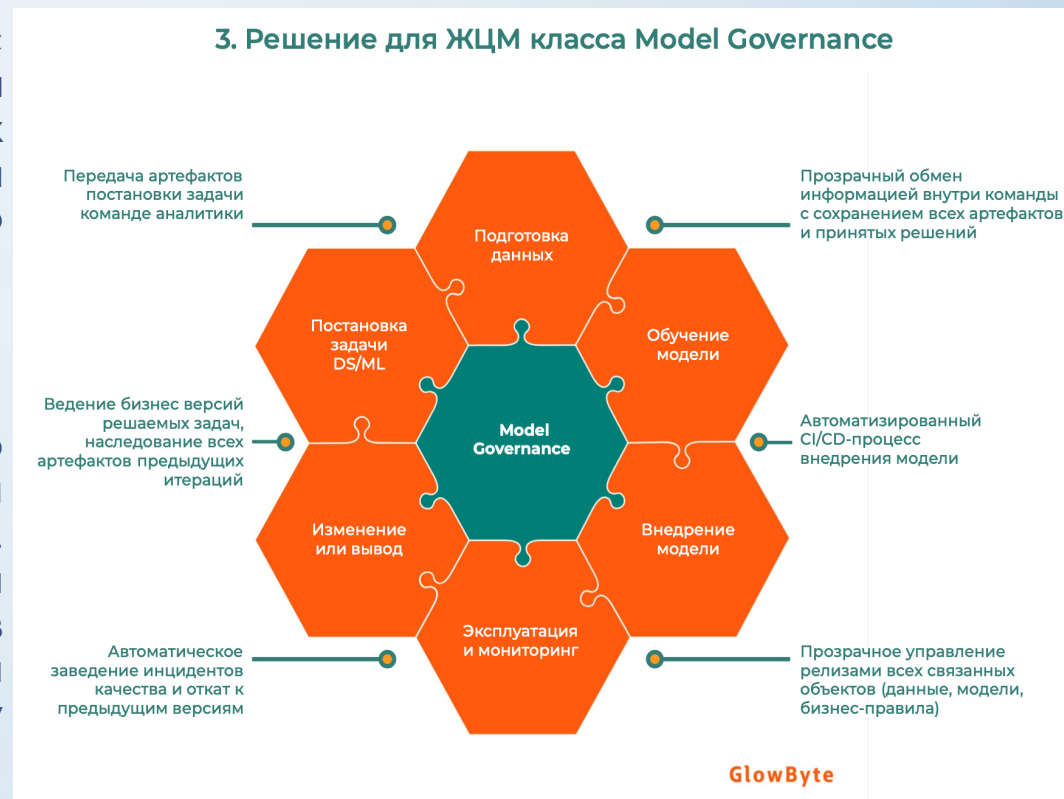 3. Решение для ЖЦМ класса Model Governance
Передача артефактов
постановки задачи
команде аналитики
Прозрачный обмен
информацией внутри команды
с сохранением всех артефактов
и принятых решений
Подготовка
данных
Постановка
задачи
DS/ML
Обучение
модели
Ведение бизнес версий
решаемых задач,
наследование всех
артефактов предыдущих
итераций
Model
Governance
Автоматизированный
CI/CD-процесс
внедрения модели
Изменение
или вывод
Внедрение
модели
Эксплуатация
и мониторинг
Автоматическое
заведение инцидентов
качества и откат к
предыдущим версиям
Прозрачное управление
релизами всех связанных
объектов (данные, модели,
бизнес-правила)
GlowByte